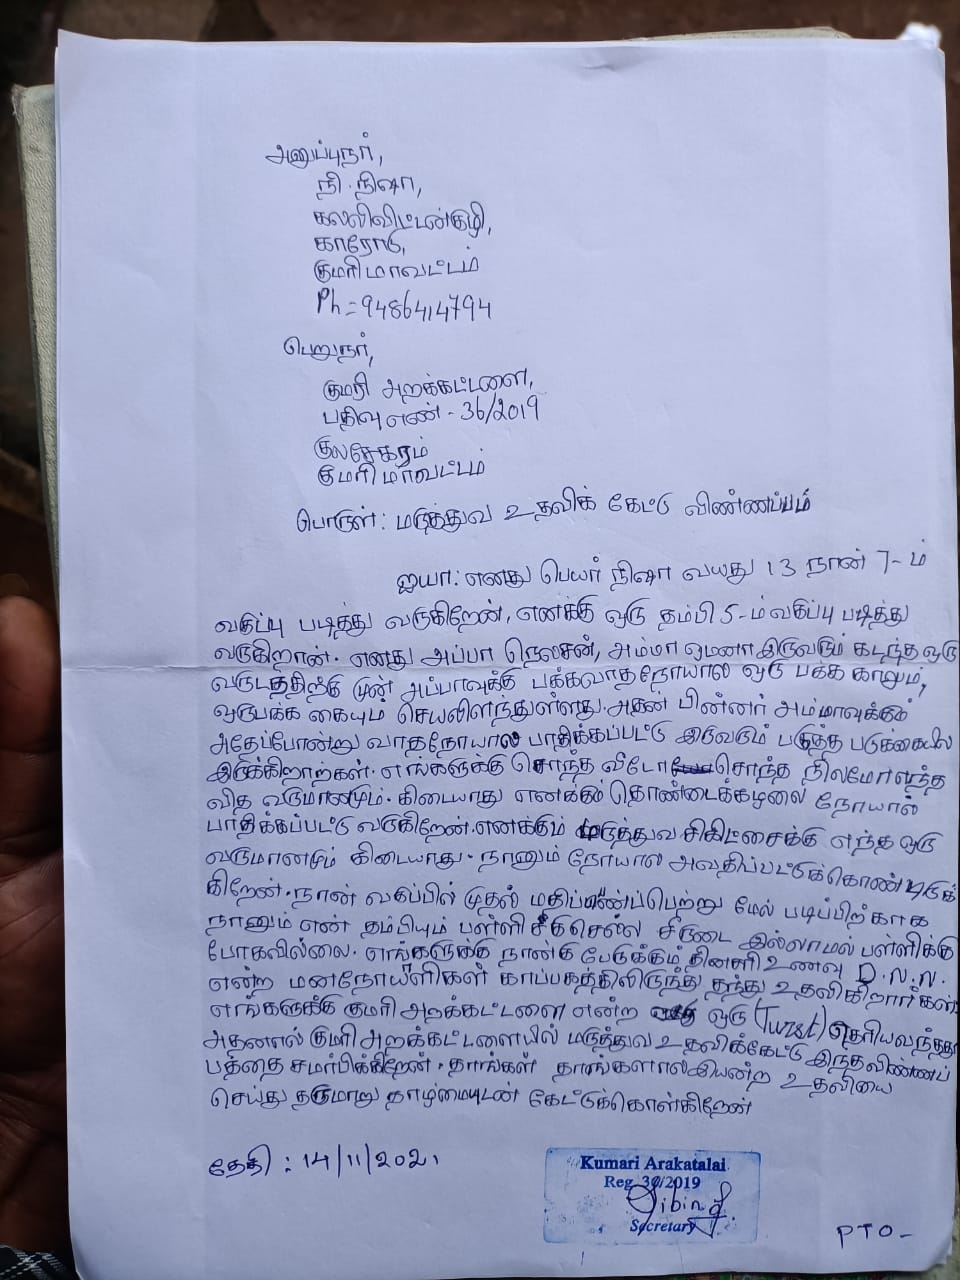 அனுப்புநர்,
நி. நிஷா,
கல்லிவிட்டன்குழி,
காரோடு,
குமரிமாவட்டம்
Ph = 9486414794
பெறுநர்,
குமரி அறக்கட்டளை,
பதிவு எண் - 36/2019
குலசேகரம்
குமரி மாவட்டம்
பொருள் : மருத்துவ உதவிக் கேட்டு விண்ணப்பம்
ஐயா : எனது பெயர் நிஷா வயது 13 நான் 7-ம்
வகுப்பு படித்து வருகிறேன், எனக்கு ஒரு தம்பி 5-ம் வகுப்பு படித்து
வருகிறான். எனது அப்பா நெல்சன், அம்மா ஓமனா இருவரும் கடந்த ஒரு
வருடத்திற்கு முன் அப்பாவுக்கு பக்கவாதநோயால் ஒரு பக்க காலும்,
ஒருபக்க கையும் செயலிளந்துள்ளது. அதன் பின்னர் அம்மாவுக்கும்
அதேப்போன்று வாதநோயால் பாதிக்கப்பட்டு இருவரும் படுத்த படுக்கையில்
இருக்கிறார்கள். எங்களுக்கு சொந்த வீடோ சொந்த நிலமோ எந்த
வித வருமானமும். கிடையாது எனக்கும் தொண்டைக்கழலை நோயால்
பாதிக்கப்பட்டு வருகிறேன். எனக்கும் மருத்துவ சிகிட்சைக்கு எந்த ஒரு
வருமானமும் கிடையாது. நானும் நோயால் அவதிப்பட்டுக்கொண்டிருக்
கிறேன். நான் வகுப்பில் முதல் மதிப்பெண்பெற்று மேல் படிப்பிற்காக
நானும் என் தம்பியும் பள்ளி செல்ல சீருடை இல்லாமல் பள்ளிக்கு
போகவில்லை. எங்களுக்கு நான்கு பேருக்கும் தினசரி உணவு D.N.N.
என்ற மனநோயளிகள் காப்பகத்திலிருந்து தந்து உதவிகிறார்கள்
எங்களுக்கு குமரி அறக்கட்டளை என்ற ஒரு (Turst) தெரியவந்தது
அதனால் குமரி அறக்கட்டளையில் மருத்துவ உதவிக்கேட்டு இந்த விண்ணப்
பத்தை சமர்பிக்கிறேன். தாங்கள் தாங்களால் இயன்ற உதவியை
செய்து தருமாறு தாழ்மையுடன் கேட்டுக்கொள்கிறேன்
தேதி : 14/11/2021
Kumari Arakatalai
Reg. 36/2019
Secretary
PTO -